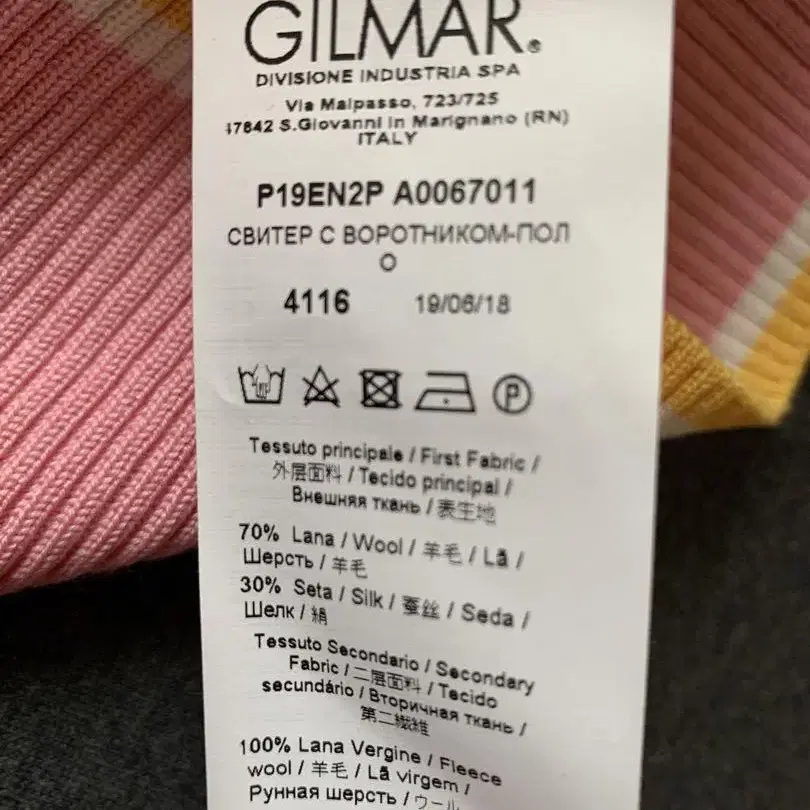 GILMAR®
DIVISIONE INDUSTRIA SPA
Via Malpasso, 723/725
47842 S.Giovanni in Marignano (RN)
ITALY
P19EN2P A0067011
СВИТЕР С ВОРОТНИКОМ-ПОЛ
О
4116 19/06/18
P
Tessuto principale / First Fabric /
外层面料 / Tecido principal /
Внешняя ткань / 表生地
70% Lana / Wool / 羊毛 / Lã /
Шерсть / 羊毛
30% Seta / Silk / 蚕丝 / Seda /
Шелк / 絹
Tessuto Secondario / Secondary
Fabric / 二层面料 / Tecido
secundário / Вторичная ткань /
第二繊維
100% Lana Vergine / Fleece
wool / 羊毛 / Lã virgem /
Рунная шерсть / ウール